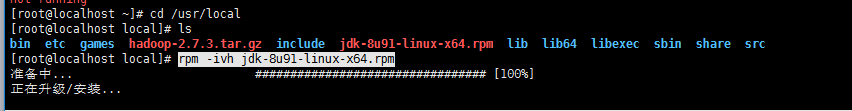 not running
[root@localhost ~]# cd /usr/local
[root@localhost local]# ls
bin etc games hadoop-2.7.3.tar.gz include jdk-8u91-linux-x64.rpm lib lib64 libexec sbin share src
[root@localhost local]# rpm -ivh jdk-8u91-linux-x64.rpm
准备中... ################################# [100%]
正在升级/安装...